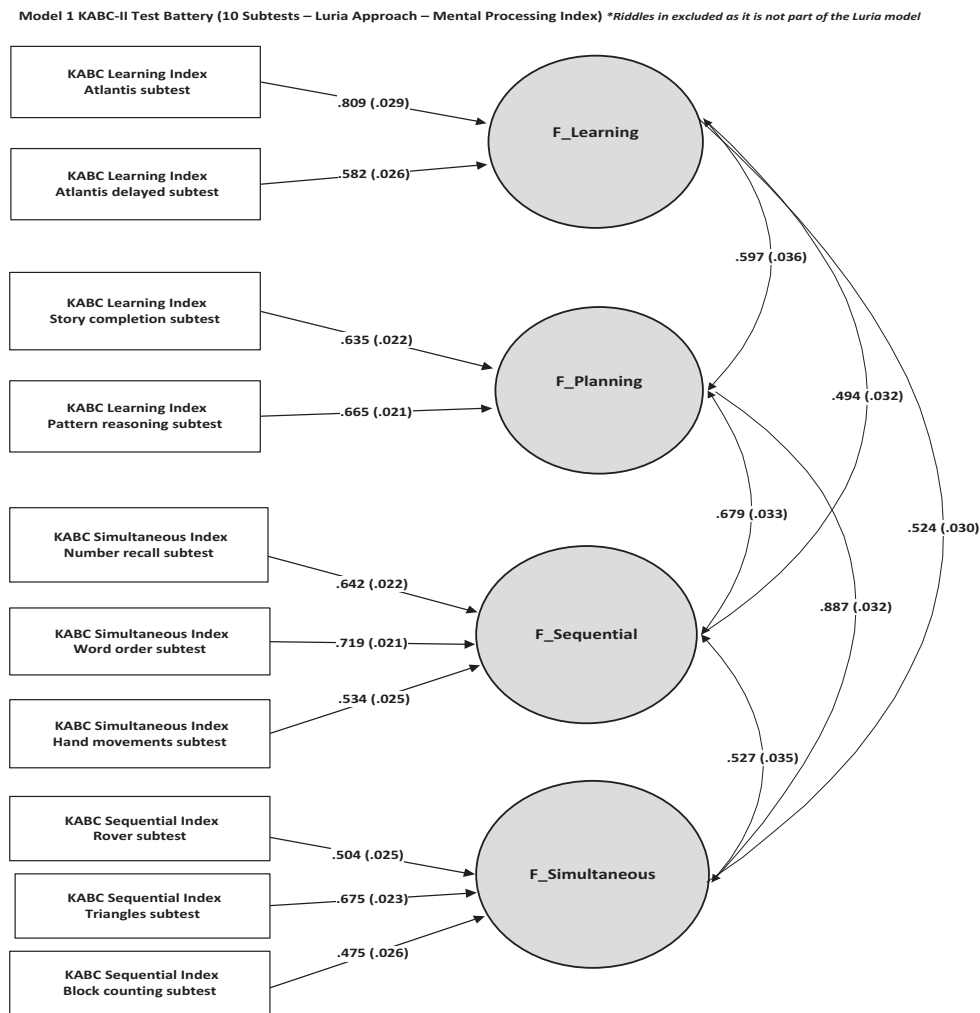 Model 1 KABC-II Test Battery (10 Subtests – Luria Approach – Mental Processing Index) *Riddles in excluded as it is not part of the Luria model
KABC Learning Index
Atlantis subtest
.809 (.029)
F_Learning
KABC Learning Index
Atlantis delayed subtest
.582 (.026)
.597 (.036)
KABC Learning Index
Story completion subtest
.635 (.022)
F_Planning
KABC Learning Index
Pattern reasoning subtest
.665 (.021)
.494 (.032)
.679 (.033)
.524 (.030)
KABC Simultaneous Index
Number recall subtest
.642 (.022)
.887 (.032)
KABC Simultaneous Index
Word order subtest
.719 (.021)
F_Sequential
KABC Simultaneous Index
Hand movements subtest
.534 (.025)
.527 (.035)
KABC Sequential Index
Rover subtest
.504 (.025)
F_Simultaneous
KABC Sequential Index
Triangles subtest
.675 (.023)
KABC Sequential Index
Block counting subtest
.475 (.026)